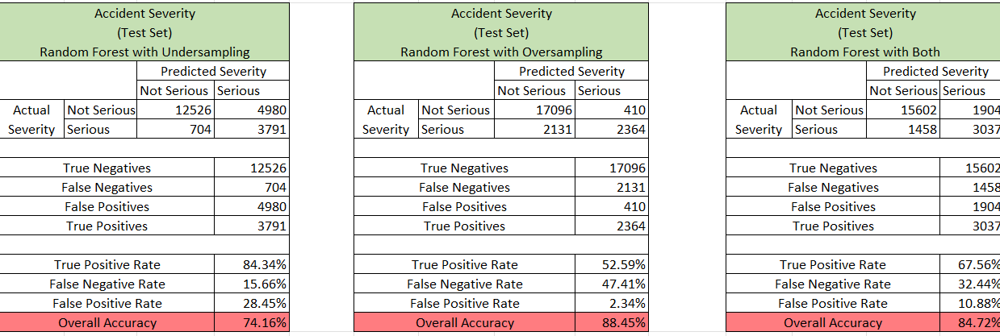 Accident Severity
(Test Set)
Random Forest with Undersampling
Predicted Severity
Not Serious Serious
Actual Not Serious 12526 4980
Severity Serious 704 3791
True Negatives 12526
False Negatives 704
False Positives 4980
True Positives 3791
True Positive Rate 84.34%
False Negative Rate 15.66%
False Positive Rate 28.45%
Overall Accuracy 74.16%
Accident Severity
(Test Set)
Random Forest with Oversampling
Predicted Severity
Not Serious Serious
Actual Not Serious 17096 410
Severity Serious 2131 2364
True Negatives 17096
False Negatives 2131
False Positives 410
True Positives 2364
True Positive Rate 52.59%
False Negative Rate 47.41%
False Positive Rate 2.34%
Overall Accuracy 88.45%
Accident Severity
(Test Set)
Random Forest with Both
Predicted Severity
Not Serious Serious
Actual Not Serious 15602 1904
Severity Serious 1458 3037
True Negatives 15602
False Negatives 1458
False Positives 1904
True Positives 3037
True Positive Rate 67.56%
False Negative Rate 32.44%
False Positive Rate 10.88%
Overall Accuracy 84.72%